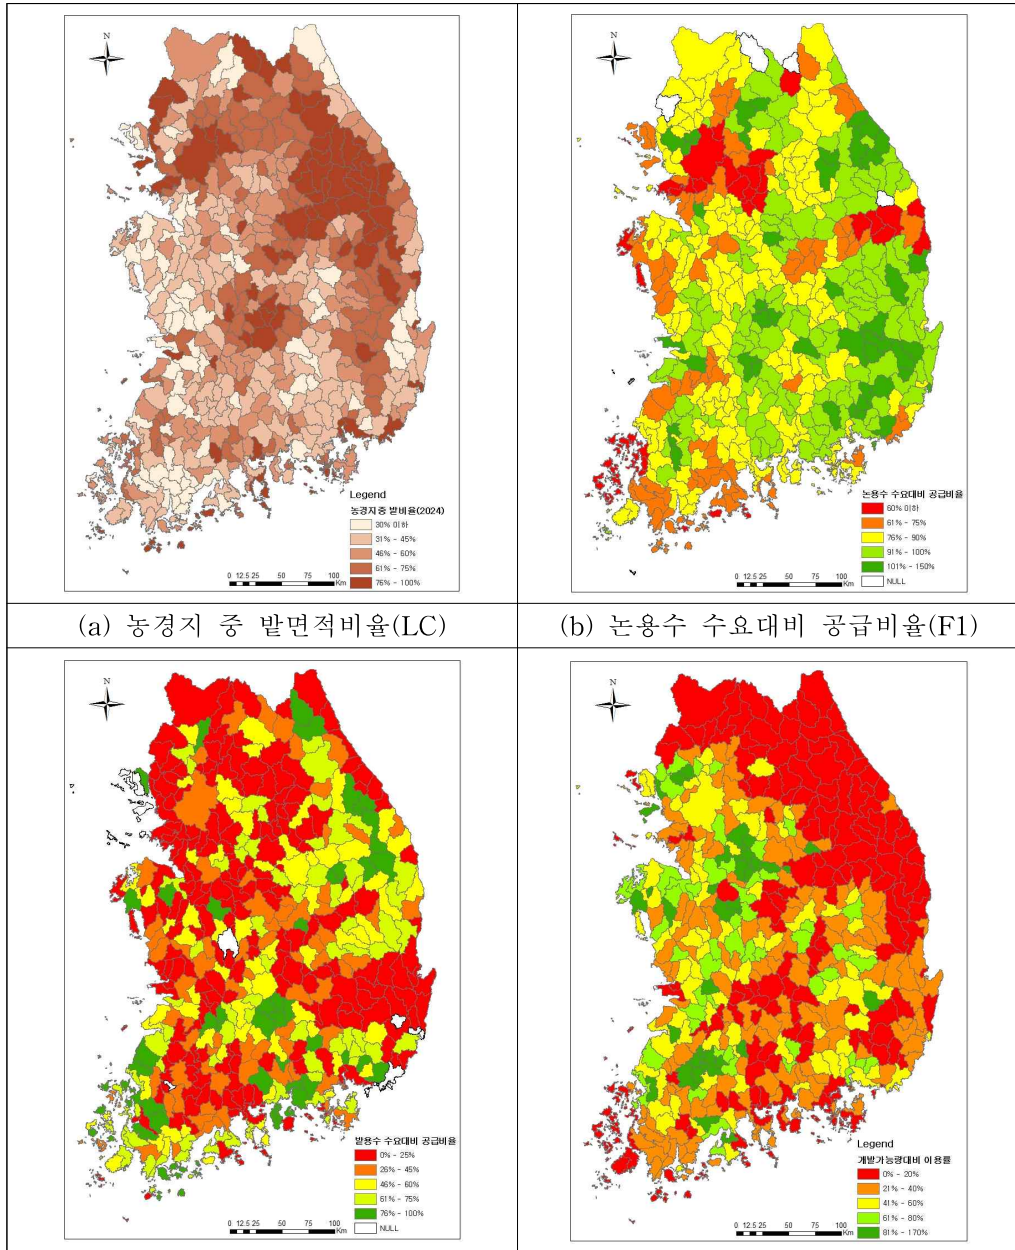 N
Legend
농경지중 밭비율(2024)
30% 이하
31% - 45%
46% - 60%
61% - 75%
76% - 100%
0 12.5 25 50 75 100
Km
N
논용수 수요대비 공급비율
60% 이하
61% - 75%
76% - 90%
91% - 100%
101% - 150%
NULL
0 12.5 25 50 75 100
Km
(a) 농경지 중 밭면적비율(LC)
(b) 논용수 수요대비 공급비율(F1)
N
밭용수 수요대비 공급비율
0% - 25%
26% - 45%
46% - 60%
61% - 75%
76% - 100%
NULL
0 12.5 25 50 75 100
Km
N
Legend
개발가능량대비 이용률
0% - 20%
21% - 40%
41% - 60%
61% - 80%
81% - 170%
0 12.5 25 50 75 100
Km